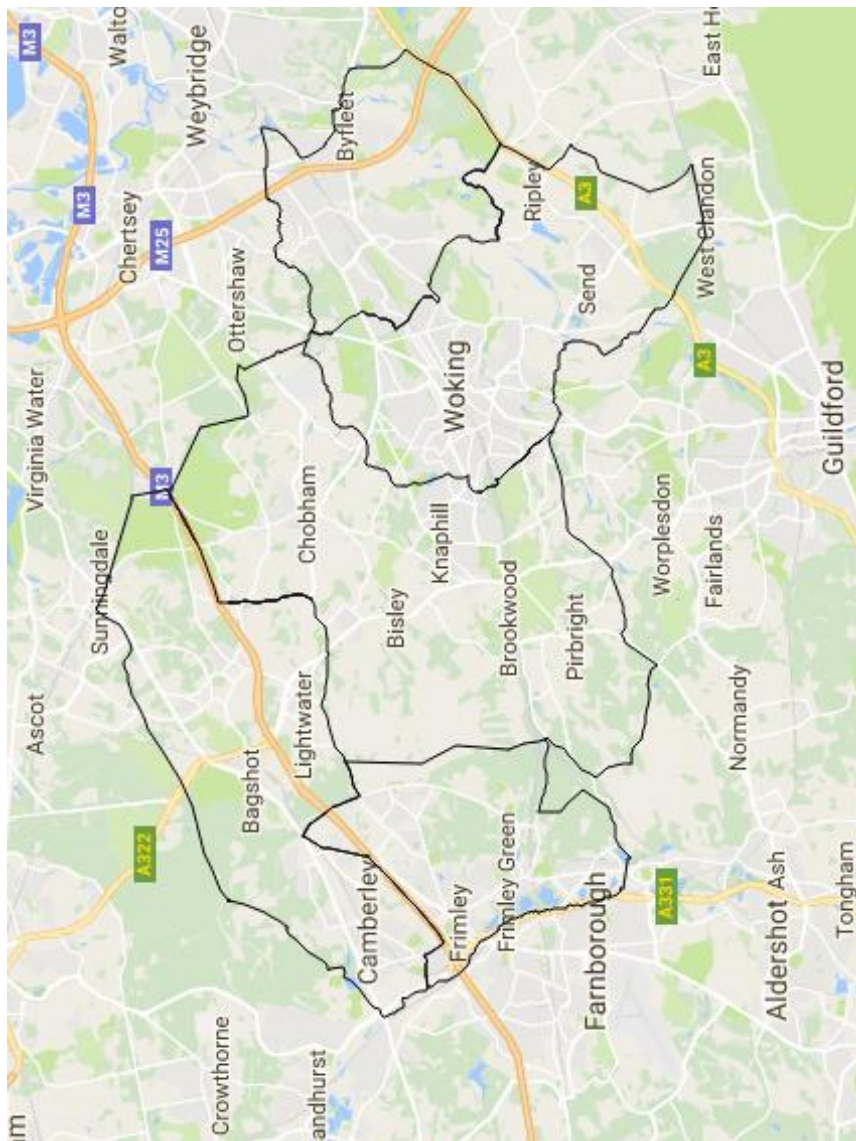 m
Ascot
Virginia Water
M3
M3
Sunningdale
Walto
Chertsey
A322
M3
M25
Weybridge
Crowthorne
Ottershaw
Bagshot
Lightwater
Chobham
andhurst
Byfleet
Camberley
Bisley
Knaphill
Woking
Frimley
Frimley Green
Brookwood
Ripley
Pirbright
Send
A3
Farnborough
Worplesdon
A331
A3
West Clandon
East H
Fairlands
Normandy
Aldershot
Ash
Guildford
Tongham